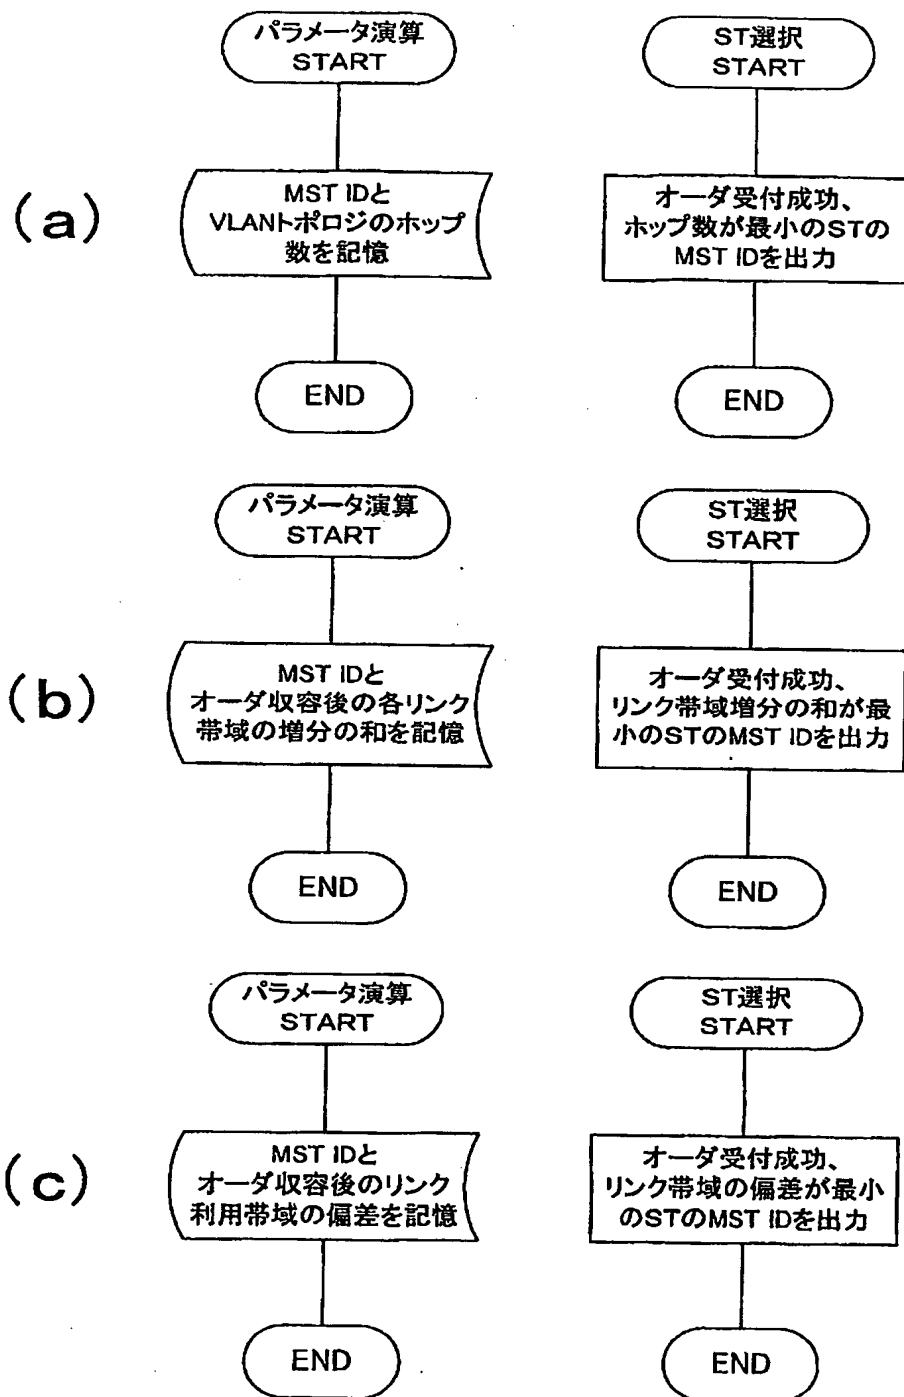 (a)
パラメータ演算
START
MST IDと
VLANトポロジのホップ
数を記憶
END
ST選択
START
オーダ受付成功、
ホップ数が最小のSTの
MST IDを出力
END
(b)
パラメータ演算
START
MST IDと
オーダ収容後の各リンク
帯域の増分の和を記憶
END
ST選択
START
オーダ受付成功、
リンク帯域増分の和が最
小のSTのMST IDを出力
END
(c)
パラメータ演算
START
MST IDと
オーダ収容後のリンク
利用帯域の偏差を記憶
END
ST選択
START
オーダ受付成功、
リンク帯域の偏差が最小
のSTのMST IDを出力
END